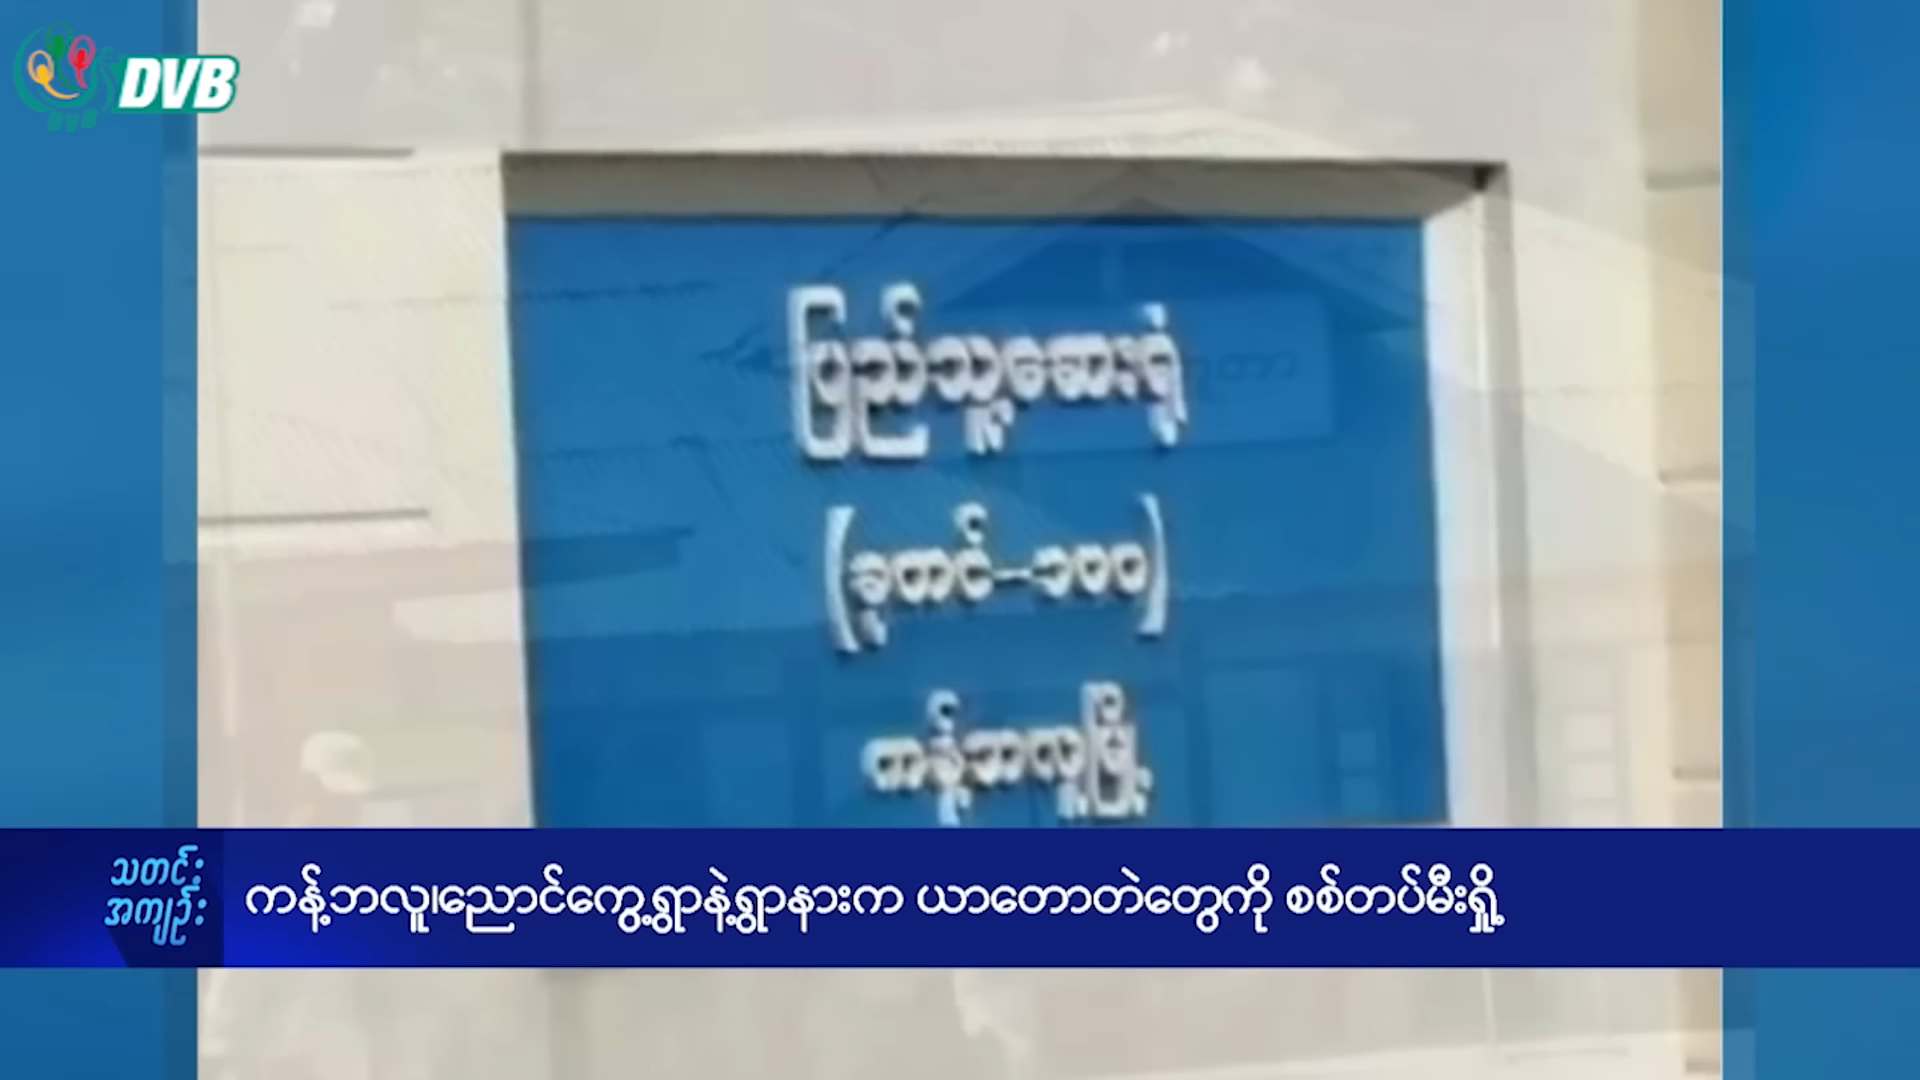 DVB
DVB
ပြည်သူ့ဆေးရုံ
(ခုတင်-၁၀၀)
ကန့်ဘလူမြို့
သတင်း
အကျဉ်း
ကန့်ဘလူ၊ညောင်ကွေ့ရွာနဲ့ရွာနားက ယာတောတဲတွေကို စစ်တပ်မီးရှို့